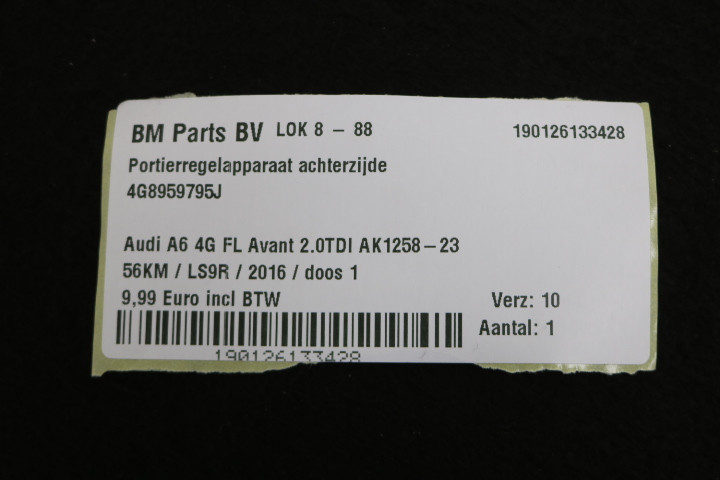 BM Parts BV LOK 8 – 88 190126133428
Portierregelapparaat achterzijde
4G8959795J
Audi A6 4G FL Avant 2.0TDI AK1258–23
56KM / LS9R / 2016 / doos 1
9,99 Euro incl BTW Verz: 10
Aantal: 1
190126133428